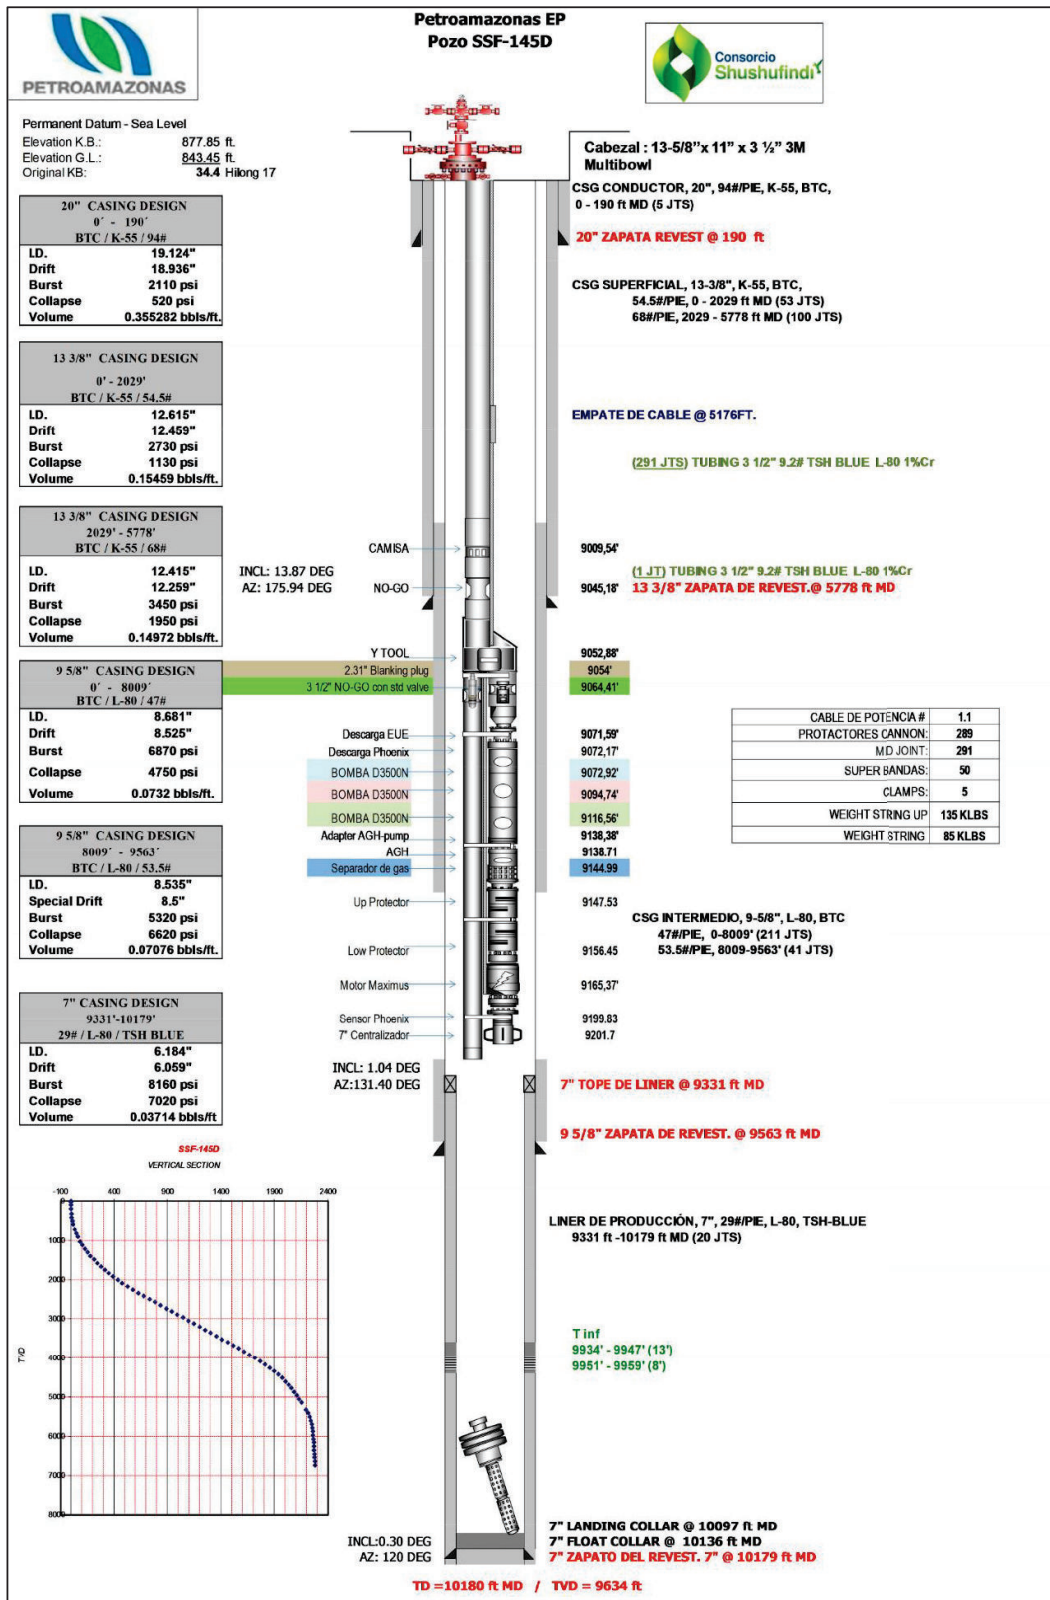 Petroamazonas EP
Pozo SSF-145D
PETROAMAZONAS
Consorcio
Shushufindi
Permanent Datum - Sea Level
Elevation K.B.: 877.85 ft.
Elevation G.L.: 843.45 ft.
Original KB: 34.4 Hilong 17
Cabezal : 13-5/8"x 11" x 3 ½" 3M
Multibowl
CSG CONDUCTOR, 20", 94#/PIE, K-55, BTC,
0 - 190 ft MD (5 JTS)
20" ZAPATA REVEST @ 190 ft
20" CASING DESIGN
0´ - 190´
BTC / K-55 / 94#
I.D. 19.124"
Drift 18.936"
Burst 2110 psi
Collapse 520 psi
Volume 0.355282 bbls/ft.
CSG SUPERFICIAL, 13-3/8", K-55, BTC,
54.5#/PIE, 0 - 2029 ft MD (53 JTS)
68#/PIE, 2029 - 5778 ft MD (100 JTS)
13 3/8" CASING DESIGN
0' - 2029'
BTC / K-55 / 54.5#
I.D. 12.615"
Drift 12.459"
Burst 2730 psi
Collapse 1130 psi
Volume 0.15459 bbls/ft.
EMPATE DE CABLE @ 5176FT.
(291 JTS) TUBING 3 1/2" 9.2# TSH BLUE L-80 1%Cr
13 3/8" CASING DESIGN
2029' - 5778'
BTC / K-55 / 68#
I.D. 12.415"
Drift 12.259"
Burst 3450 psi
Collapse 1950 psi
Volume 0.14972 bbls/ft.
INCL: 13.87 DEG
AZ: 175.94 DEG
CAMISA 9009,54'
(1 JT) TUBING 3 1/2" 9.2# TSH BLUE L-80 1%Cr
NO-GO 9045,18'
13 3/8" ZAPATA DE REVEST.@ 5778 ft MD
Y TOOL 9052,88'
2.31" Blanking plug 9054'
3 1/2" NO-GO con std valve 9064,41'
9 5/8" CASING DESIGN
0´ - 8009´
BTC / L-80 / 47#
I.D. 8.681"
Drift 8.525"
Burst 6870 psi
Collapse 4750 psi
Volume 0.0732 bbls/ft.
Descarga EUE 9071,59'
Descarga Phoenix 9072,17'
BOMBA D3500N 9072,92'
BOMBA D3500N 9094,74'
BOMBA D3500N 9116,56'
Adapter AGH-pump 9138,38'
AGH 9138.71
Separador de gas 9144.99
Up Protector 9147.53
Low Protector 9156.45
Motor Maximus 9165,37'
Sensor Phoenix 9199.83
7" Centralizador 9201.7
CABLE DE POTENCIA # 1.1
PROTACTORES CANNON: 289
MD JOINT: 291
SUPER BANDAS: 50
CLAMPS: 5
WEIGHT STRING UP 135 KLBS
WEIGHT STRING 85 KLBS
9 5/8" CASING DESIGN
8009´ - 9563´
BTC / L-80 / 53.5#
I.D. 8.535"
Special Drift 8.5"
Burst 5320 psi
Collapse 6620 psi
Volume 0.07076 bbls/ft.
CSG INTERMEDIO, 9-5/8", L-80, BTC
47#/PIE, 0-8009' (211 JTS)
53.5#/PIE, 8009-9563' (41 JTS)
7" CASING DESIGN
9331'-10179'
29# / L-80 / TSH BLUE
I.D. 6.184"
Drift 6.059"
Burst 8160 psi
Collapse 7020 psi
Volume 0.03714 bbls/ft
INCL: 1.04 DEG
AZ:131.40 DEG
7" TOPE DE LINER @ 9331 ft MD
9 5/8" ZAPATA DE REVEST. @ 9563 ft MD
SSF-145D
VERTICAL SECTION
-100 400 900 1400 1900 2400
0
1000
2000
3000
4000
5000
6000
7000
8000
TVD
LINER DE PRODUCCIÓN, 7", 29#/PIE, L-80, TSH-BLUE
9331 ft -10179 ft MD (20 JTS)
T inf
9934' - 9947' (13')
9951' - 9959' (8')
7" LANDING COLLAR @ 10097 ft MD
7" FLOAT COLLAR @ 10136 ft MD
7" ZAPATO DEL REVEST. 7" @ 10179 ft MD
INCL:0.30 DEG
AZ: 120 DEG
TD =10180 ft MD / TVD = 9634 ft